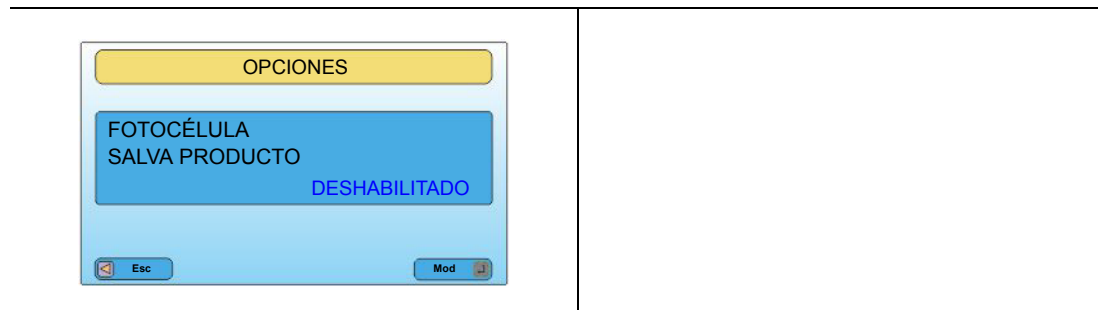 OPCIONES
FOTOCÉLULA
SALVA PRODUCTO
DESHABILITADO
Esc
Mod